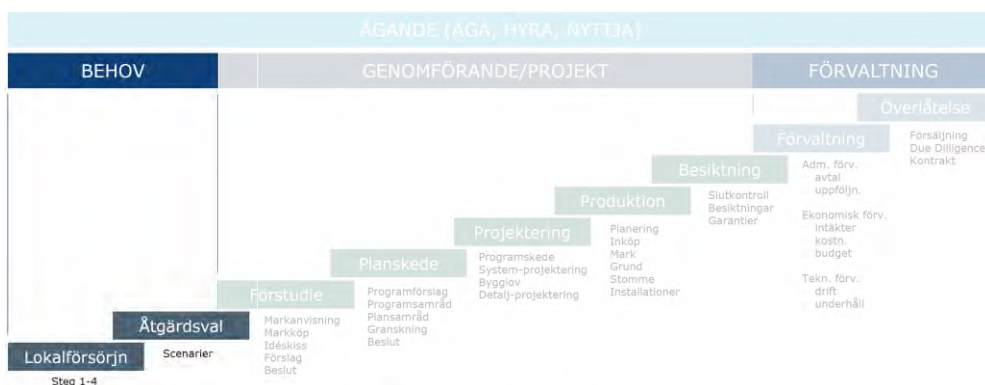 ÄGANDE (ÄGA, HYRA, NYTTJA)
BEHOV
GENOMFÖRANDE/PROJEKT
FÖRVALTNING
Överlåtelse
Försäljning
Due Dilligence
Kontrakt
Förvaltning
Adm. förv.
avtal
uppföljn.
Ekonomisk förv.
intäkter
kostn.
budget
Tekn. förv.
drift
underhåll
Besiktning
Slutkontroll
Besiktningar
Garantier
Produktion
Planering
Inköp
Mark
Grund
Stomme
Installationer
Projektering
Programskede
System-projektering
Bygglov
Detalj-projektering
Planskede
Programförslag
Programsamråd
Plansamråd
Granskning
Beslut
Förstudie
Markanvisning
Markköp
Idéskiss
Förslag
Beslut
Åtgärdsval
Scenarier
Lokalförsörjn
Steg 1-4